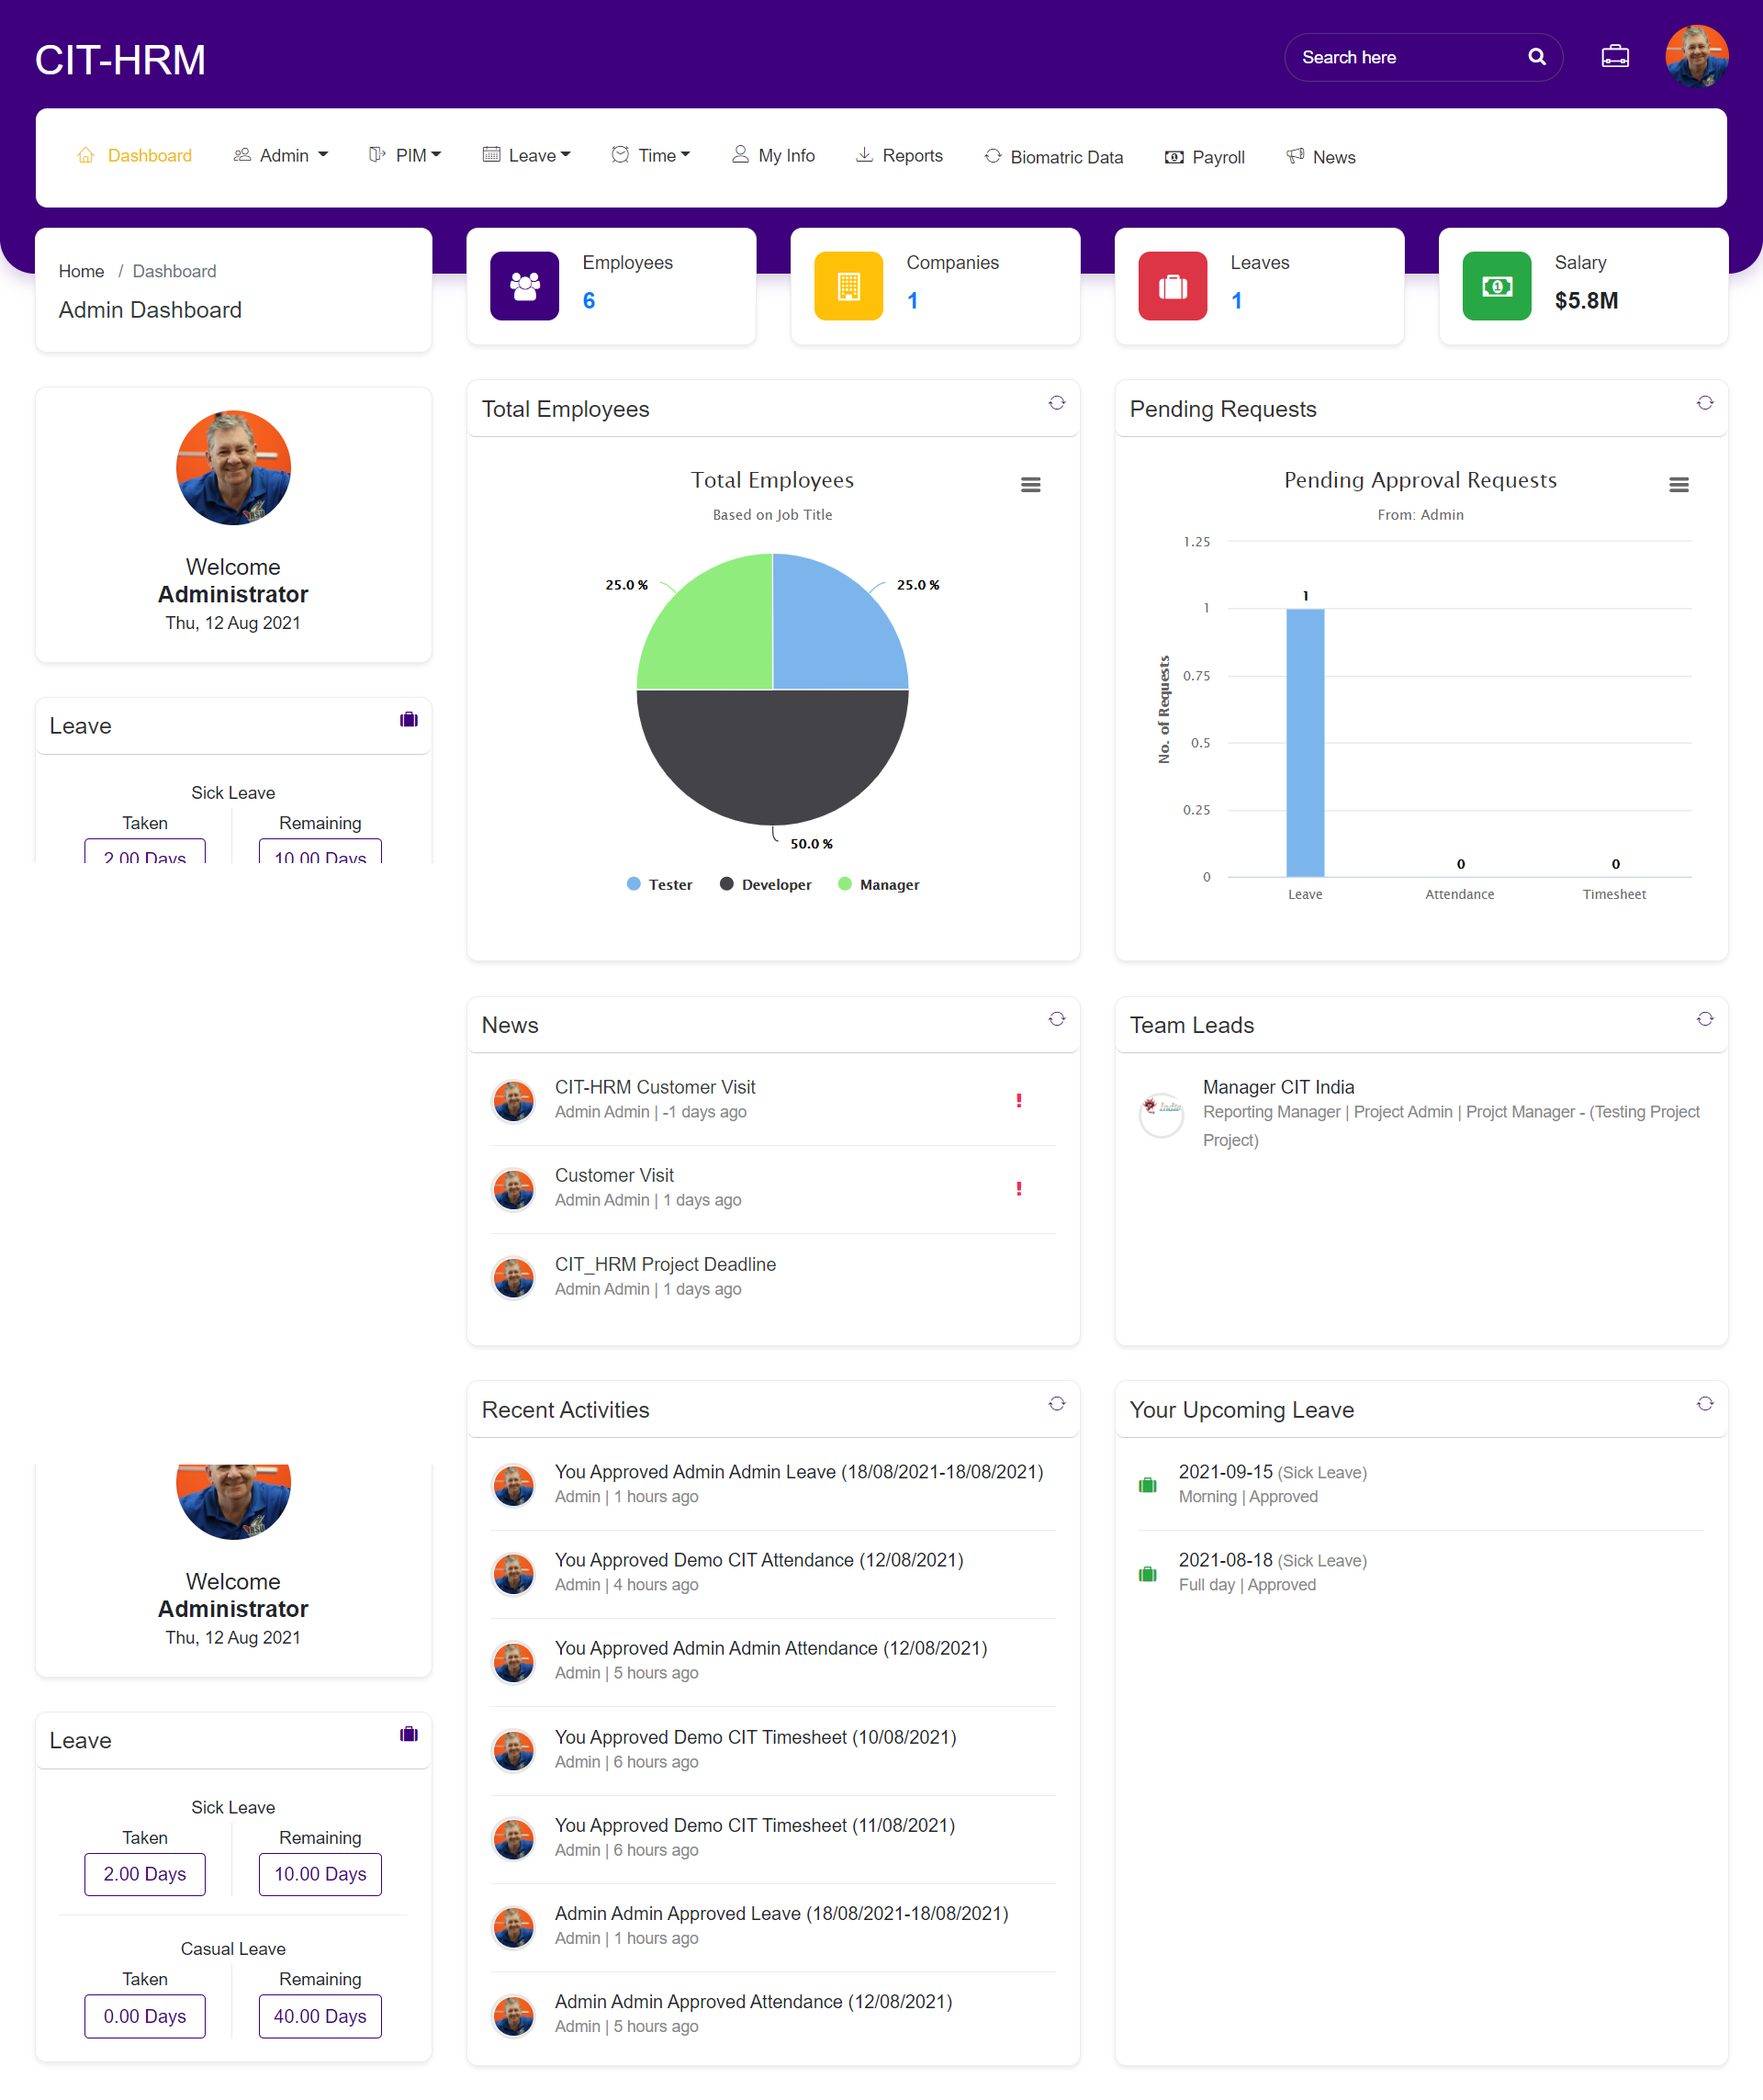 CIT-HRM
Search here
Dashboard
Admin
PIM
Leave
Time
My Info
Reports
Biomatric Data
Payroll
News
Home / Dashboard
Admin Dashboard
Employees
6
Companies
1
Leaves
1
Salary
$5.8M
Welcome
Administrator
Thu, 12 Aug 2021
Leave
Sick Leave
Taken Remaining
2.00 Days 10.00 Days
Total Employees
Total Employees
Based on Job Title
25.0 % 25.0 %
50.0 %
Tester Developer Manager
Pending Requests
Pending Approval Requests
From: Admin
No. of Requests
1.25
1
0.75
0.5
0.25
0
1
0
0
Leave Attendance Timesheet
News
CIT-HRM Customer Visit
Admin Admin | -1 days ago
Customer Visit
Admin Admin | 1 days ago
CIT_HRM Project Deadline
Admin Admin | 1 days ago
Team Leads
Manager CIT India
Reporting Manager | Project Admin | Projct Manager - (Testing Project
Project)
Welcome
Administrator
Thu, 12 Aug 2021
Leave
Sick Leave
Taken Remaining
2.00 Days 10.00 Days
Casual Leave
Taken Remaining
0.00 Days 40.00 Days
Recent Activities
You Approved Admin Admin Leave (18/08/2021-18/08/2021)
Admin | 1 hours ago
You Approved Demo CIT Attendance (12/08/2021)
Admin | 4 hours ago
You Approved Admin Admin Attendance (12/08/2021)
Admin | 5 hours ago
You Approved Demo CIT Timesheet (10/08/2021)
Admin | 6 hours ago
You Approved Demo CIT Timesheet (11/08/2021)
Admin | 6 hours ago
Admin Admin Approved Leave (18/08/2021-18/08/2021)
Admin | 1 hours ago
Admin Admin Approved Attendance (12/08/2021)
Admin | 5 hours ago
Your Upcoming Leave
2021-09-15 (Sick Leave)
Morning | Approved
2021-08-18 (Sick Leave)
Full day | Approved